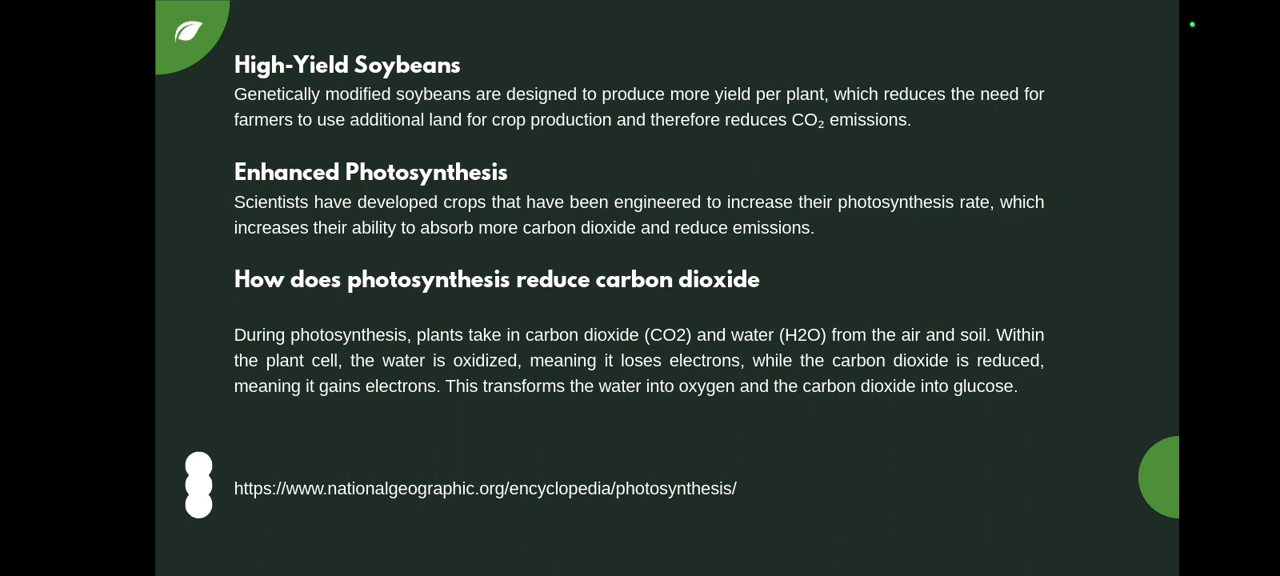 High-Yield Soybeans
Genetically modified soybeans are designed to produce more yield per plant, which reduces the need for
farmers to use additional land for crop production and therefore reduces CO₂ emissions.
Enhanced Photosynthesis
Scientists have developed crops that have been engineered to increase their photosynthesis rate, which
increases their ability to absorb more carbon dioxide and reduce emissions.
How does photosynthesis reduce carbon dioxide
During photosynthesis, plants take in carbon dioxide (CO2) and water (H2O) from the air and soil. Within
the plant cell, the water is oxidized, meaning it loses electrons, while the carbon dioxide is reduced,
meaning it gains electrons. This transforms the water into oxygen and the carbon dioxide into glucose.
https://www.nationalgeographic.org/encyclopedia/photosynthesis/